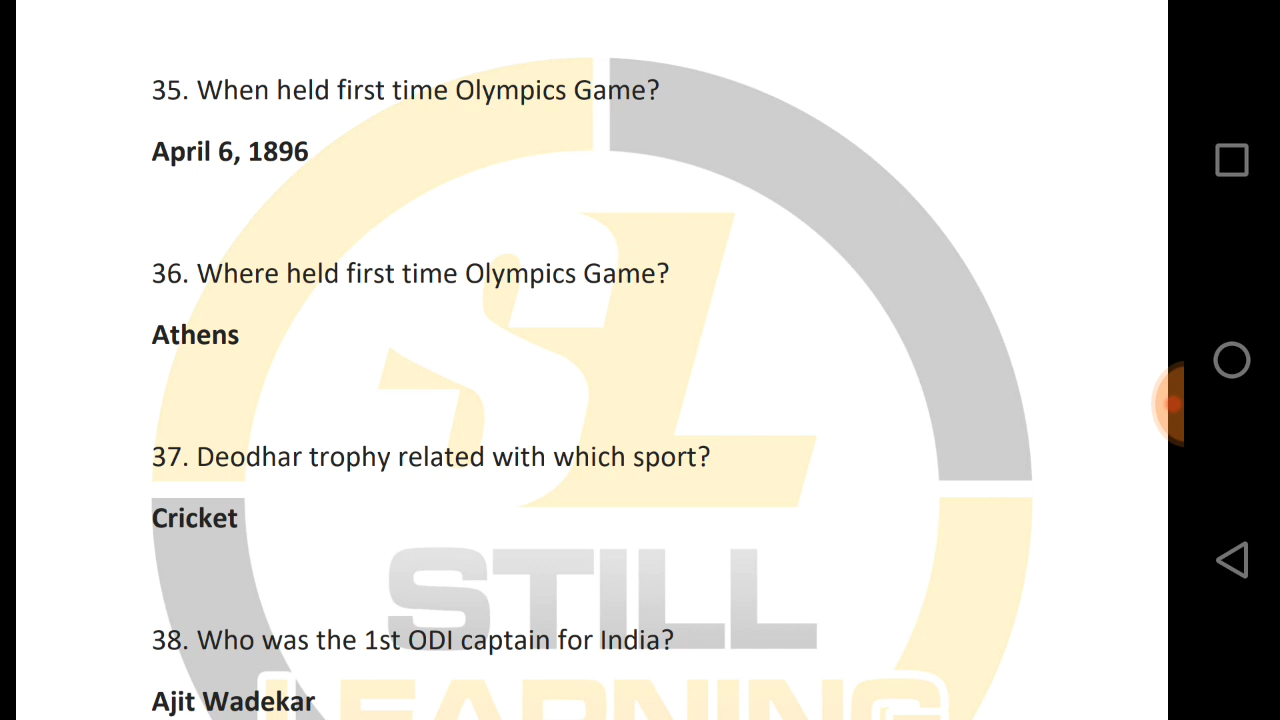 35. When held first time Olympics Game?
April 6, 1896
36. Where held first time Olympics Game?
Athens
37. Deodhar trophy related with which sport?
Cricket
38. Who was the 1st ODI captain for India?
Ajit Wadekar
SL
STILL
LEARNING